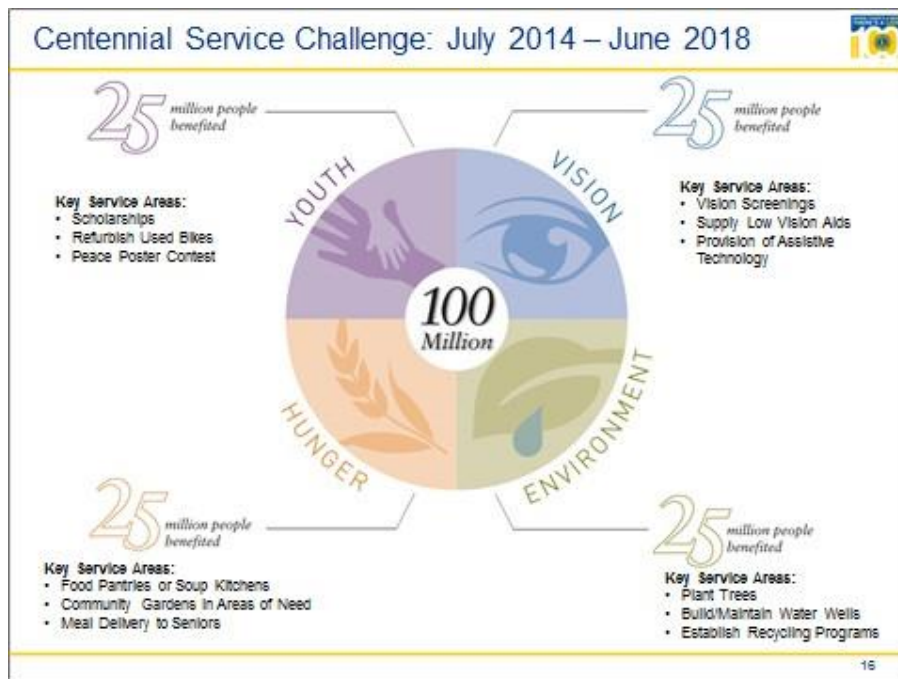 Centennial Service Challenge: July 2014 – June 2018
25 million people
benefited
Key Service Areas:
• Scholarships
• Refurbish Used Bikes
• Peace Poster Contest
25 million people
benefited
Key Service Areas:
• Vision Screenings
• Supply Low Vision Aids
• Provision of Assistive
Technology
YOUTH
VISION
100
Million
HUNGER
ENVIRONMENT
25 million people
benefited
Key Service Areas:
• Food Pantries or Soup Kitchens
• Community Gardens in Areas of Need
• Meal Delivery to Seniors
25 million people
benefited
Key Service Areas:
• Plant Trees
• Build/Maintain Water Wells
• Establish Recycling Programs
16